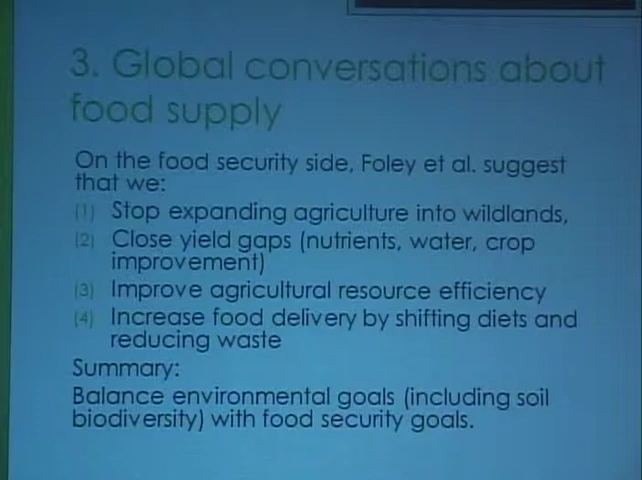 3. Global conversations about
food supply
On the food security side, Foley et al. suggest
that we:
(1) Stop expanding agriculture into wildlands,
(2) Close yield gaps (nutrients, water, crop
improvement)
(3) Improve agricultural resource efficiency
(4) Increase food delivery by shifting diets and
reducing waste
Summary:
Balance environmental goals (including soil
biodiversity) with food security goals.